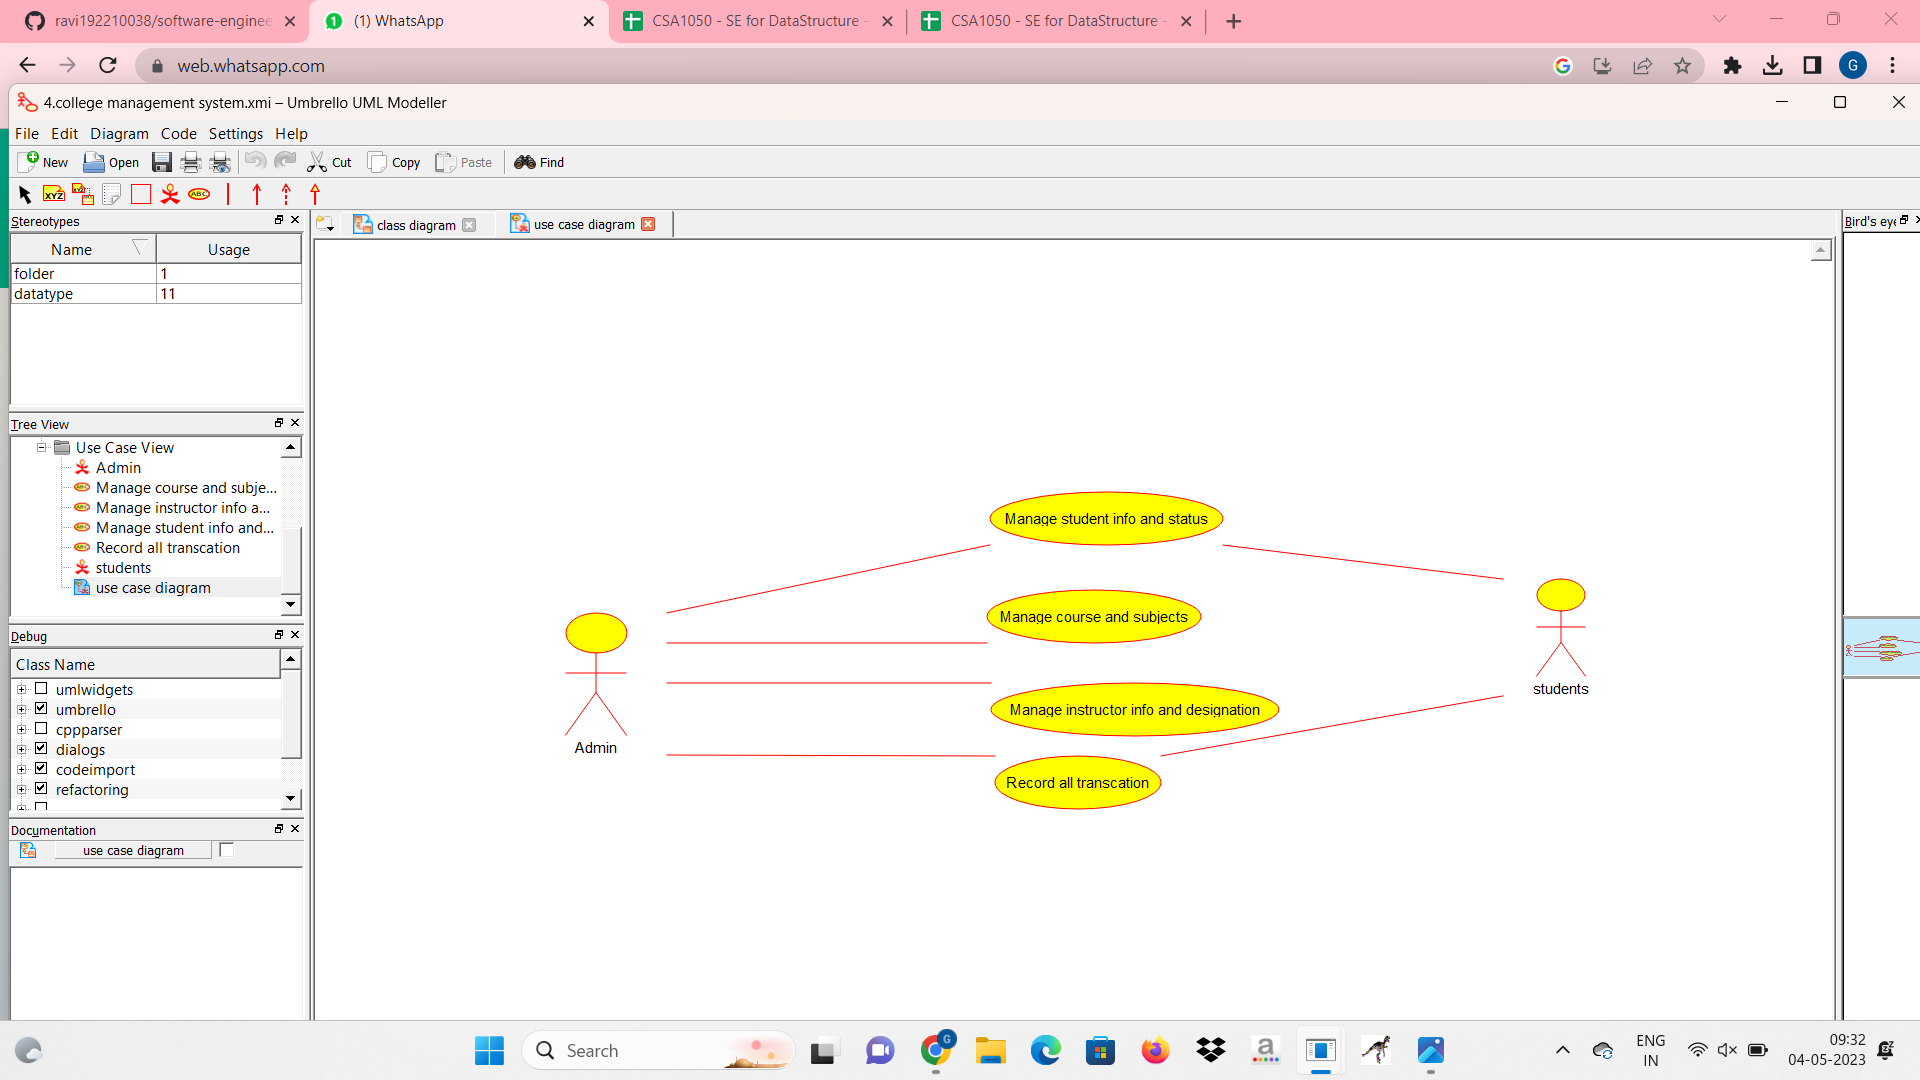 ravi192210038/software-enginee
(1) WhatsApp
CSA1050 - SE for DataStructure -
CSA1050 - SE for DataStructure -
web.whatsapp.com
G
4.college management system.xmi – Umbrello UML Modeller
File Edit Diagram Code Settings Help
New Open Cut Copy Paste Find
XYZ ABC
Stereotypes
class diagram
use case diagram
Bird's eye
Name Usage
folder 1
datatype 11
Tree View
Use Case View
Admin
Manage course and subje...
Manage instructor info a...
Manage student info and...
Record all transcation
students
use case diagram
Manage student info and status
Manage course and subjects
Manage instructor info and designation
Record all transcation
Admin
students
Debug
Class Name
umlwidgets
umbrello
cppparser
dialogs
codeimport
refactoring
Documentation
use case diagram
Search
G
ENG
IN
09:32
04-05-2023